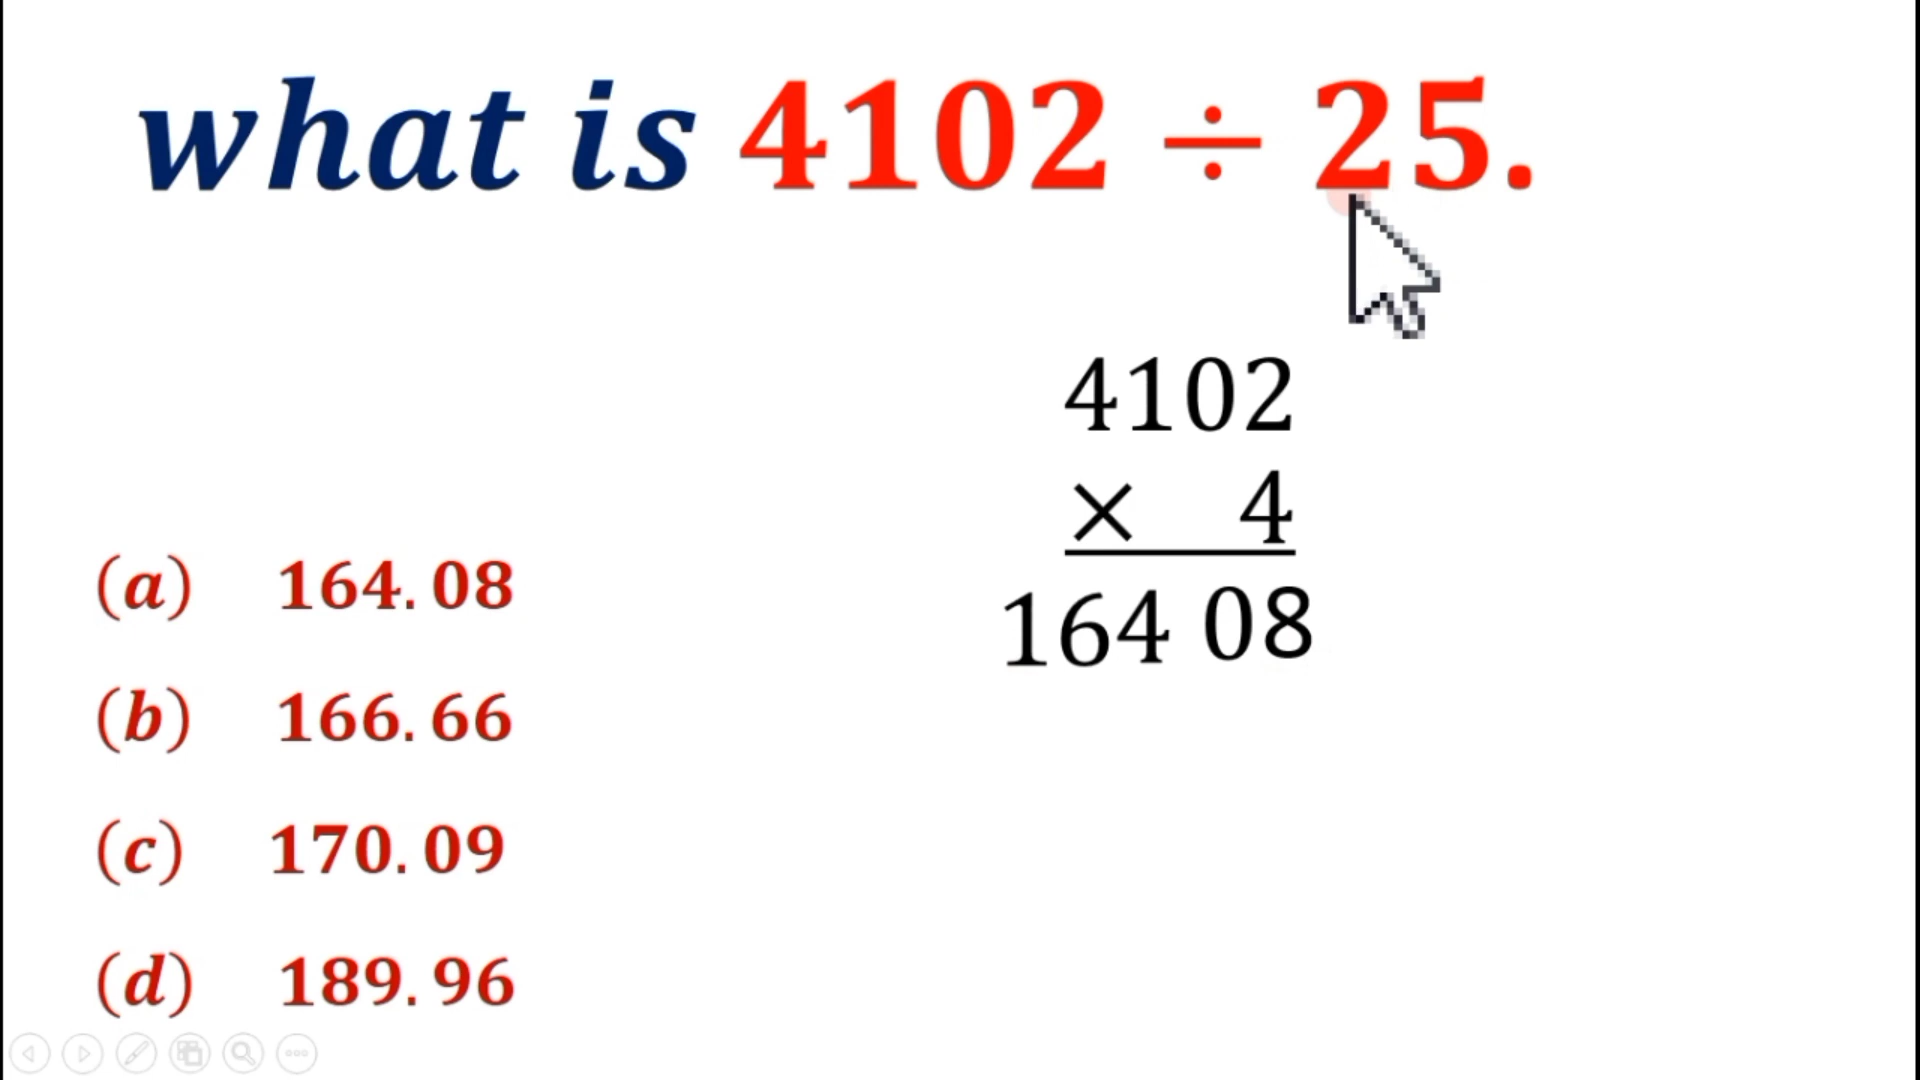 what is 4102 ÷ 25.
4102
× 4
164 08
(a) 164.08
(b) 166.66
(c) 170.09
(d) 189.96